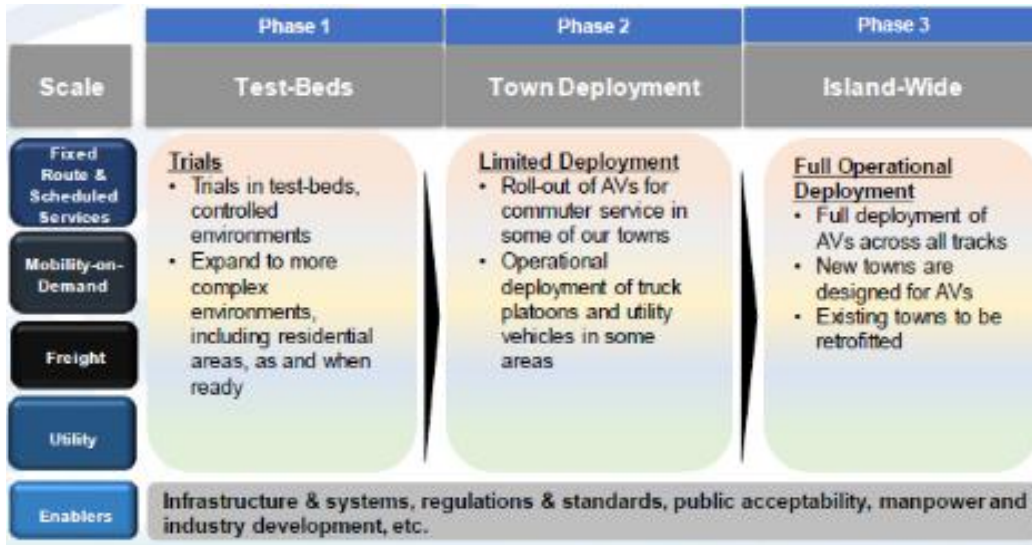 Phase 1
Phase 2
Phase 3
Scale
Test-Beds
Town Deployment
Island-Wide
Fixed
Route &
Scheduled
Services
Mobility-on-
Demand
Freight
Utility
Enablers
Trials
• Trials in test-beds,
controlled
environments
• Expand to more
complex
environments,
including residential
areas, as and when
ready
Limited Deployment
• Roll-out of AVs for
commuter service in
some of our towns
• Operational
deployment of truck
platoons and utility
vehicles in some
areas
Full Operational
Deployment
• Full deployment of
AVs across all tracks
• New towns are
designed for AVs
• Existing towns to be
retrofitted
Infrastructure & systems, regulations & standards, public acceptability, manpower and
industry development, etc.